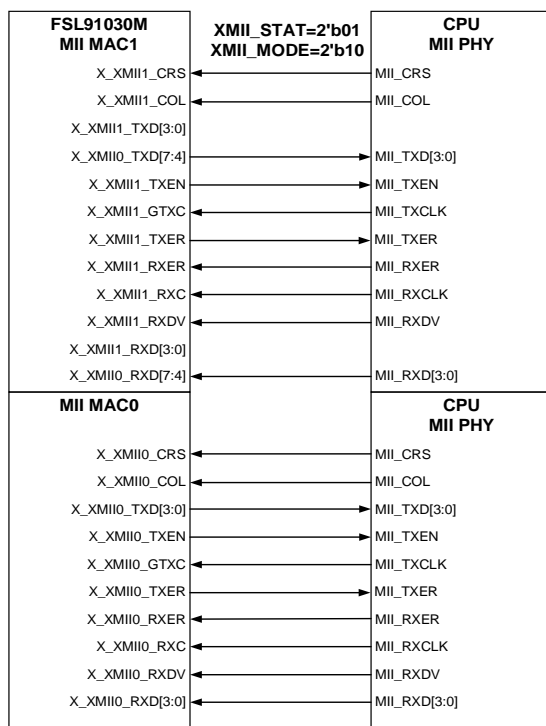 FSL91030M
MII MAC1
XMII_STAT=2'b01
XMII_MODE=2'b10
CPU
MII PHY
X_XMII1_CRS MII_CRS
X_XMII1_COL MII_COL
X_XMII1_TXD[3:0]
X_XMII0_TXD[7:4] MII_TXD[3:0]
X_XMII1_TXEN MII_TXEN
X_XMII1_GTXC MII_TXCLK
X_XMII1_TXER MII_TXER
X_XMII1_RXER MII_RXER
X_XMII1_RXC MII_RXCLK
X_XMII1_RXDV MII_RXDV
X_XMII1_RXD[3:0]
X_XMII0_RXD[7:4] MII_RXD[3:0]
MII MAC0
CPU
MII PHY
X_XMII0_CRS MII_CRS
X_XMII0_COL MII_COL
X_XMII0_TXD[3:0] MII_TXD[3:0]
X_XMII0_TXEN MII_TXEN
X_XMII0_GTXC MII_TXCLK
X_XMII0_TXER MII_TXER
X_XMII0_RXER MII_RXER
X_XMII0_RXC MII_RXCLK
X_XMII0_RXDV MII_RXDV
X_XMII0_RXD[3:0] MII_RXD[3:0]